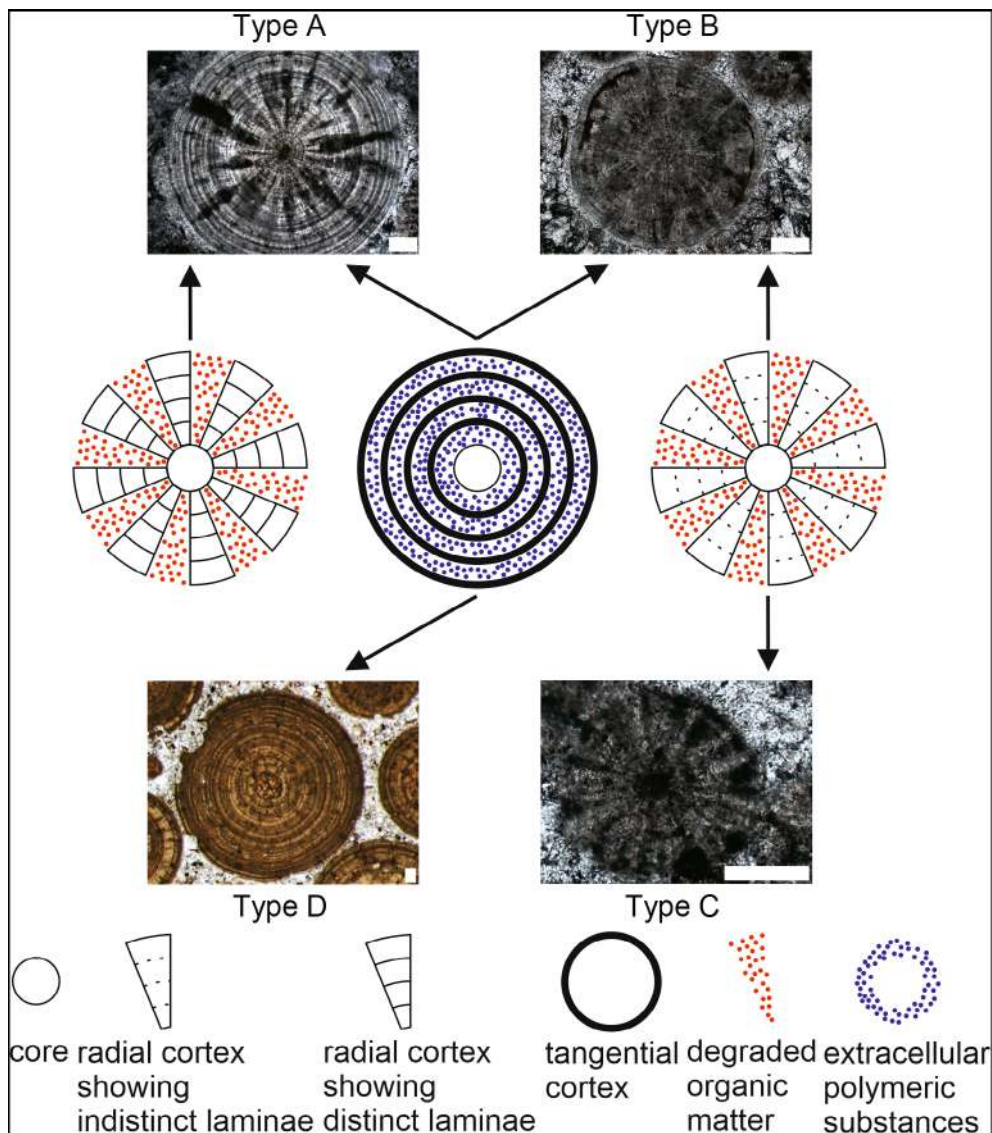 Type A
Type B
Type D
Type C
core
radial cortex
showing
indistinct laminae
radial cortex
showing
distinct laminae
tangential
cortex
degraded
organic
matter
extracellular
polymeric
substances